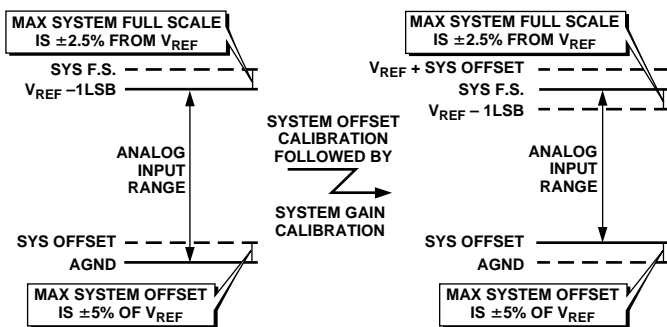 MAX SYSTEM FULL SCALE
IS ±2.5% FROM VREF
SYS F.S.
VREF –1LSB
ANALOG
INPUT
RANGE
SYS OFFSET
AGND
MAX SYSTEM OFFSET
IS ±5% OF VREF
SYSTEM OFFSET
CALIBRATION
FOLLOWED BY
SYSTEM GAIN
CALIBRATION
MAX SYSTEM FULL SCALE
IS ±2.5% FROM VREF
VREF + SYS OFFSET
SYS F.S.
VREF – 1LSB
ANALOG
INPUT
RANGE
SYS OFFSET
AGND
MAX SYSTEM OFFSET
IS ±5% OF VREF